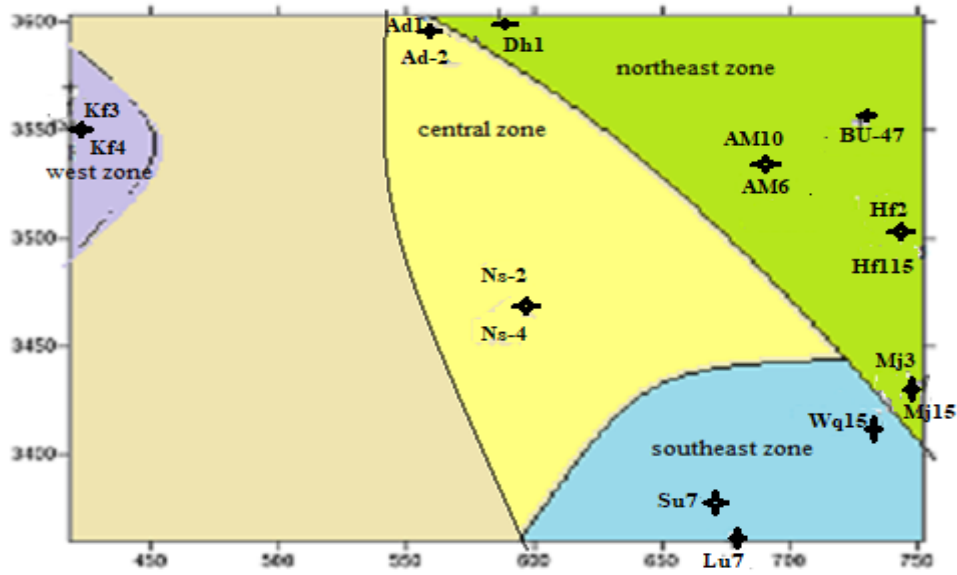 3600
Ad1
Ad-2
Dh1
northeast zone
3550
Kf3
Kf4
west zone
central zone
AM10
AM6
BU-47
3500
Hf2
Hf115
Ns-2
Ns-4
3450
Mj3
Mj15
Wq15
3400
southeast zone
Su7
Lu7
450 500 550 600 650 700 750